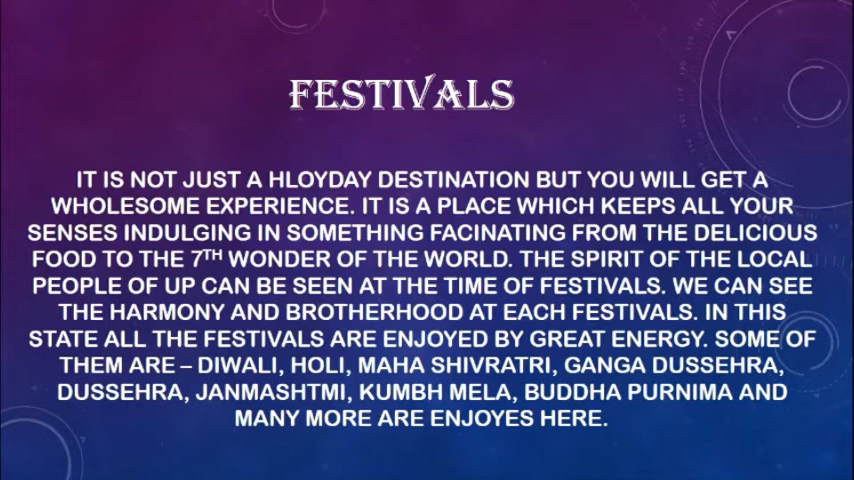 FESTIVALS
IT IS NOT JUST A HLOYDAY DESTINATION BUT YOU WILL GET A
WHOLESOME EXPERIENCE. IT IS A PLACE WHICH KEEPS ALL YOUR
SENSES INDULGING IN SOMETHING FACINATING FROM THE DELICIOUS
FOOD TO THE 7TH WONDER OF THE WORLD. THE SPIRIT OF THE LOCAL
PEOPLE OF UP CAN BE SEEN AT THE TIME OF FESTIVALS. WE CAN SEE
THE HARMONY AND BROTHERHOOD AT EACH FESTIVALS. IN THIS
STATE ALL THE FESTIVALS ARE ENJOYED BY GREAT ENERGY. SOME OF
THEM ARE – DIWALI, HOLI, MAHA SHIVRATRI, GANGA DUSSEHRA,
DUSSEHRA, JANMASHTMI, KUMBH MELA, BUDDHA PURNIMA AND
MANY MORE ARE ENJOYES HERE.